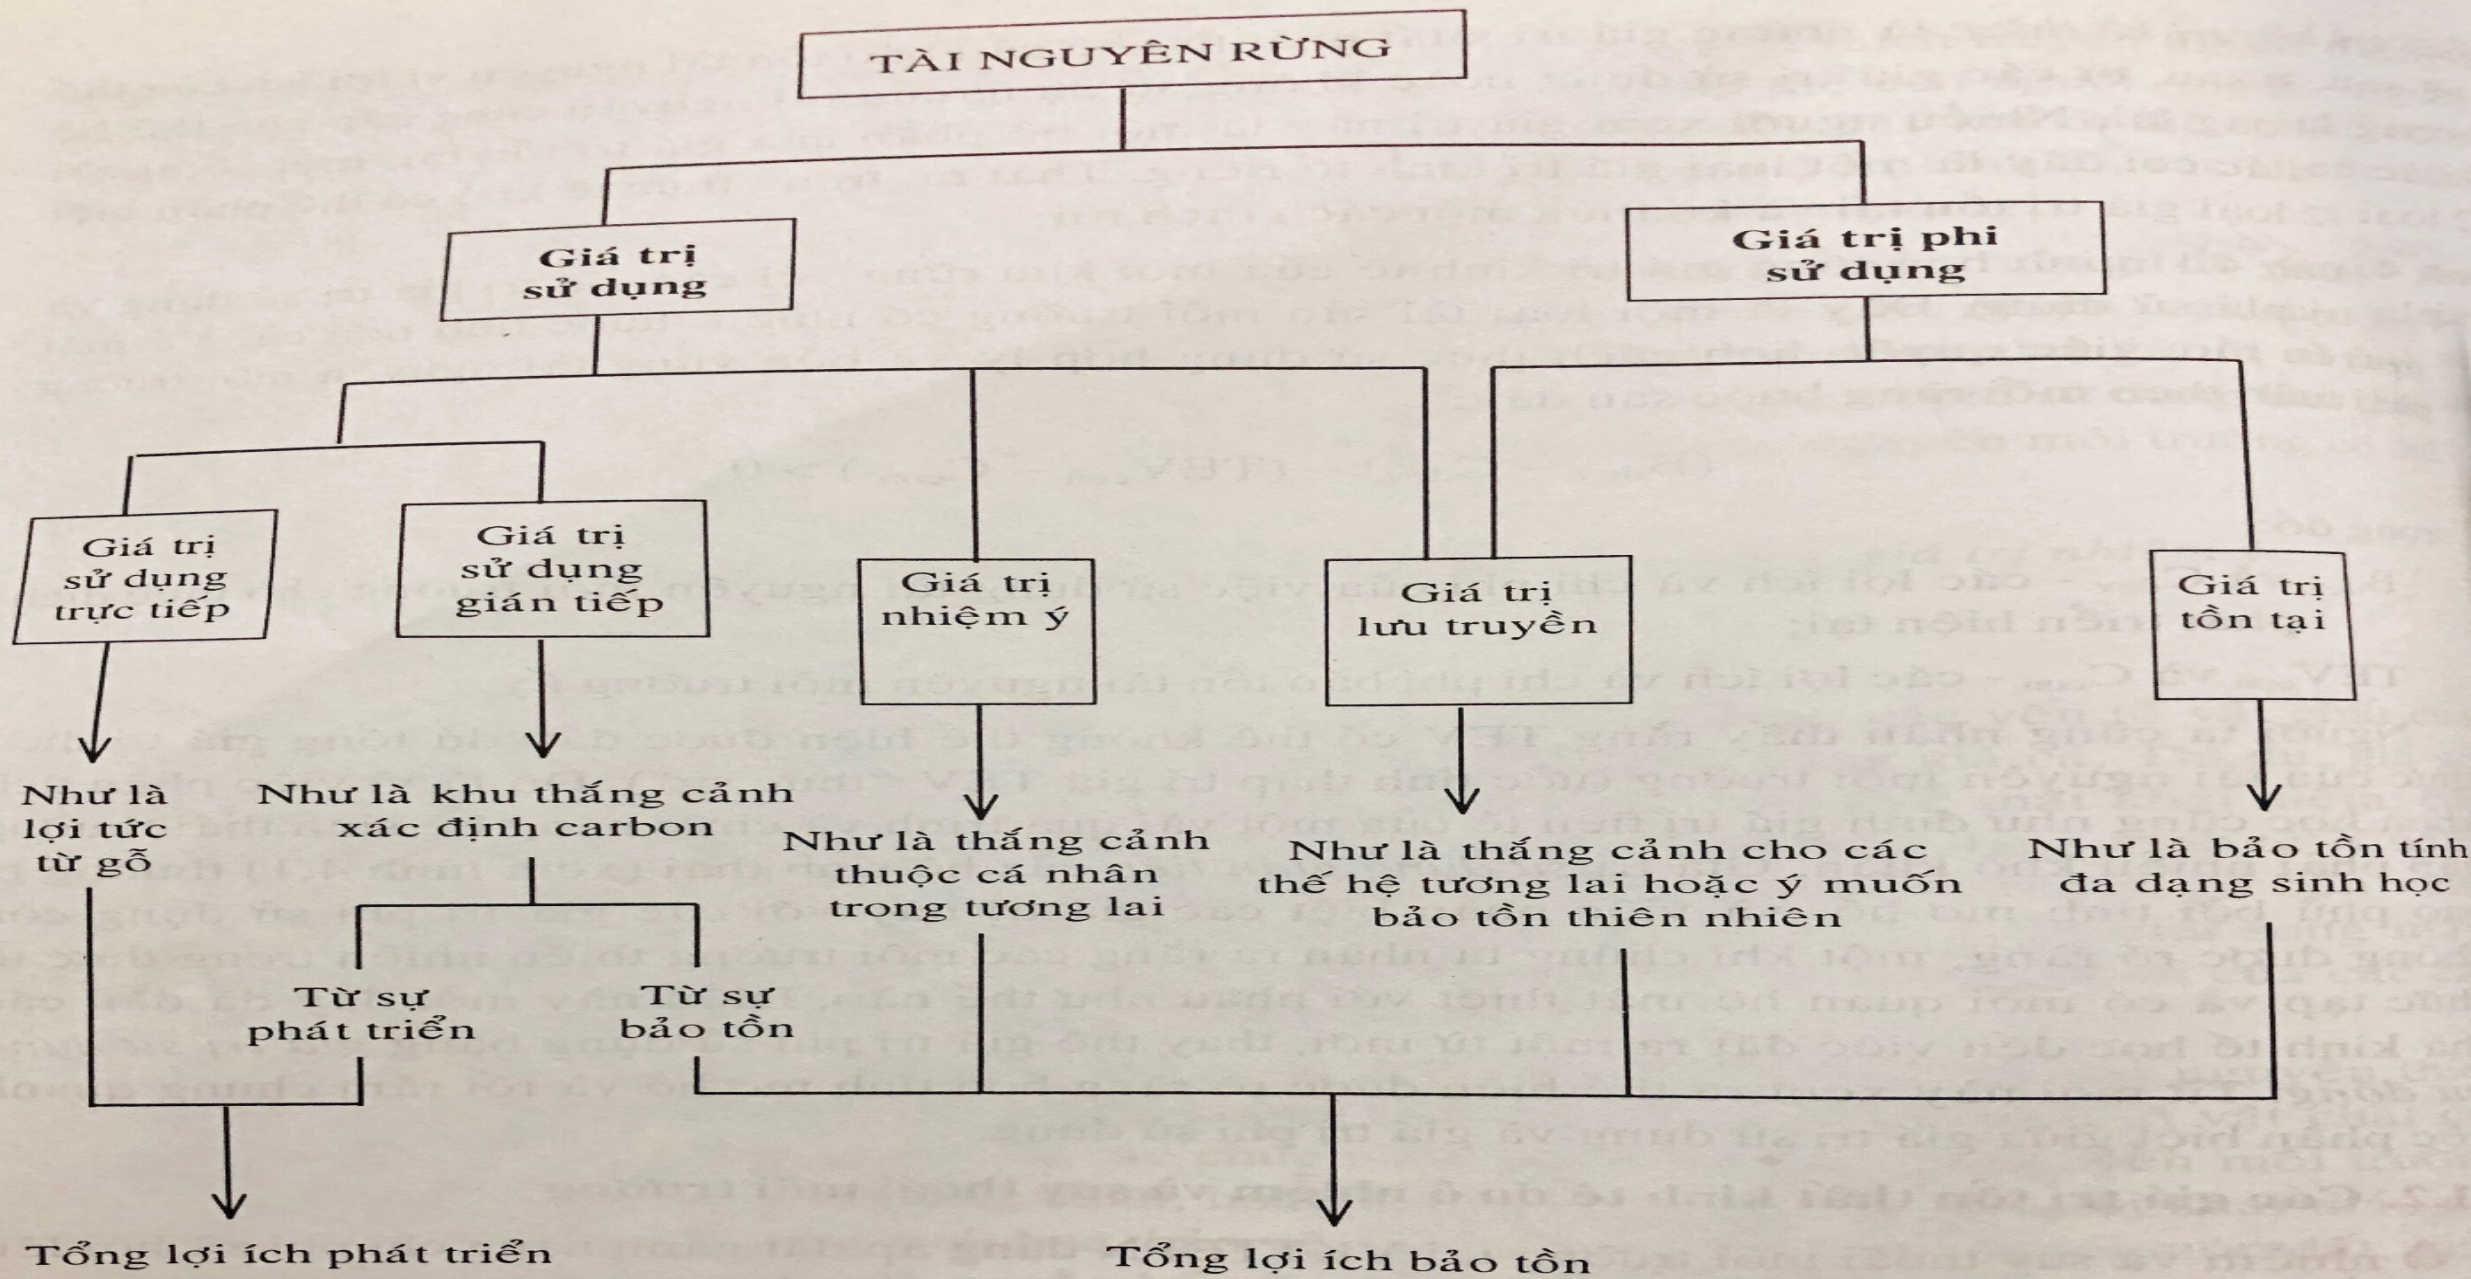 TÀI NGUYÊN RỪNG
Giá trị
sử dụng
Giá trị phi
sử dụng
Giá trị
sử dụng
trực tiếp
Giá trị
sử dụng
gián tiếp
Giá trị
nhiệm ý
Giá trị
lưu truyền
Giá trị
tồn tại
Như là
lợi tức
từ gỗ
Như là khu thắng cảnh
xác định carbon
Như là thắng cảnh
thuộc cá nhân
trong tương lai
Như là thắng cảnh cho các
thế hệ tương lai hoặc ý muốn
bảo tồn thiên nhiên
Như là bảo tồn tính
đa dạng sinh học
Từ sự
phát triển
Từ sự
bảo tồn
Tổng lợi ích phát triển
Tổng lợi ích bảo tồn